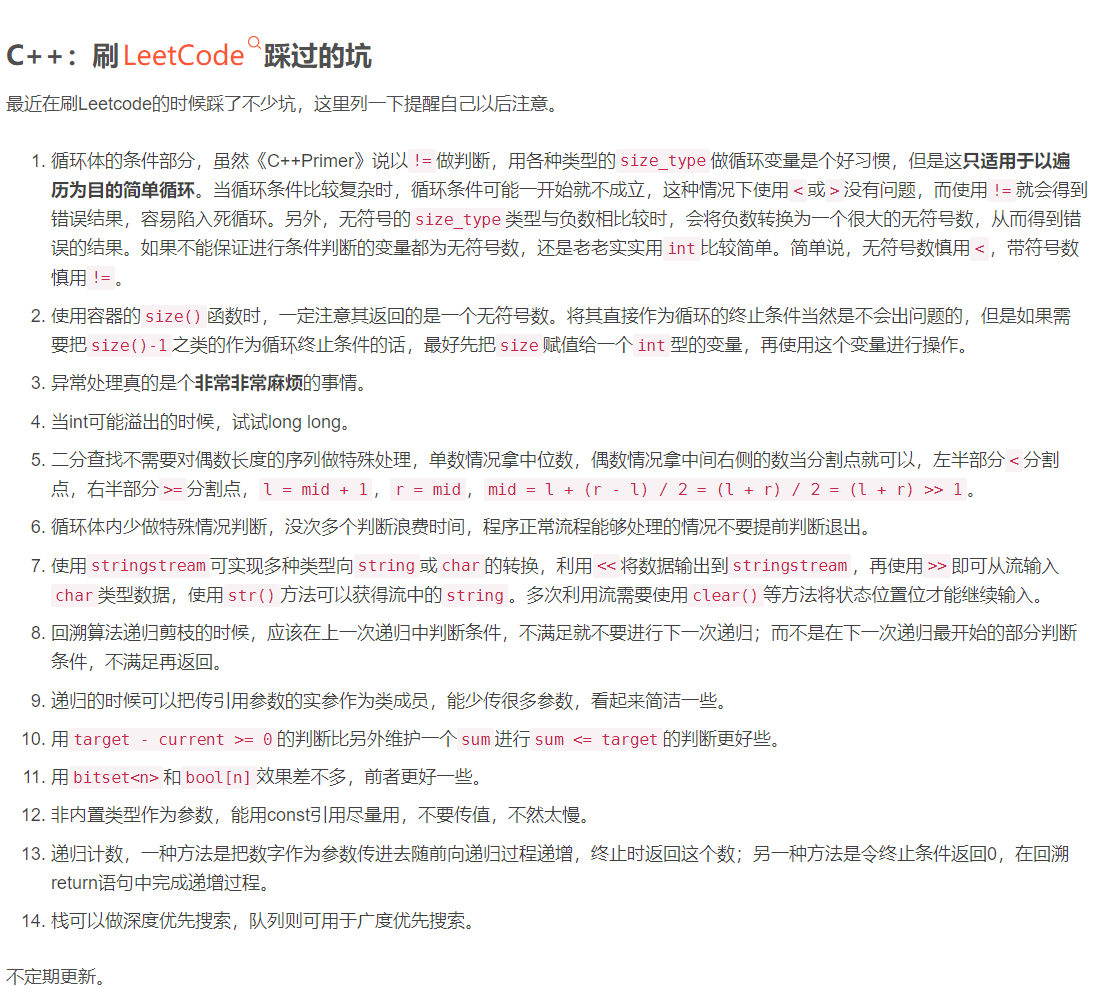 C++：刷LeetCode踩过的坑
最近在刷Leetcode的时候踩了不少坑，这里列一下提醒自己以后注意。
1. 循环体的条件部分，虽然《C++Primer》说以 != 做判断，用各种类型的 size_type 做循环变量是个好习惯，但是这只适用于以遍
历为目的简单循环。当循环条件比较复杂时，循环条件可能一开始就不成立，这种情况下使用 < 或 > 没有问题，而使用 != 就会得到
错误结果，容易陷入死循环。另外，无符号的 size_type 类型与负数相比较时，会将负数转换为一个很大的无符号数，从而得到错
误的结果。如果不能保证进行条件判断的变量都为无符号数，还是老老实实用 int 比较简单。简单说，无符号数慎用 < ，带符号数
慎用 != 。
2. 使用容器的 size() 函数时，一定注意其返回的是一个无符号数。将其直接作为循环的终止条件当然是不会出问题的，但是如果需
要把 size()-1 之类的作为循环终止条件的话，最好先把 size 赋值给一个 int 型的变量，再使用这个变量进行操作。
3. 异常处理真的是个非常非常麻烦的事情。
4. 当int可能溢出的时候，试试long long。
5. 二分查找不需要对偶数长度的序列做特殊处理，单数情况拿中位数，偶数情况拿中间右侧的数当分割点就可以，左半部分 < 分割
点，右半部分 >= 分割点， l = mid + 1 ， r = mid ， mid = l + (r - l) / 2 = (l + r) / 2 = (l + r) >> 1 。
6. 循环体内少做特殊情况判断，没次多个判断浪费时间，程序正常流程能够处理的情况不要提前判断退出。
7. 使用 stringstream 可实现多种类型向 string 或 char 的转换，利用 << 将数据输出到 stringstream ，再使用 >> 即可从流输入
char 类型数据，使用 str() 方法可以获得流中的 string 。多次利用流需要使用 clear() 等方法将状态位置位才能继续输入。
8. 回溯算法递归剪枝的时候，应该在上一次递归中判断条件，不满足就不要进行下一次递归；而不是在下一次递归最开始的部分判断
条件，不满足再返回。
9. 递归的时候可以把传引用参数的实参作为类成员，能少传很多参数，看起来简洁一些。
10. 用 target - current >= 0 的判断比另外维护一个 sum 进行 sum <= target 的判断更好些。
11. 用 bitset<n> 和 bool[n] 效果差不多，前者更好一些。
12. 非内置类型作为参数，能用const引用尽量用，不要传值，不然太慢。
13. 递归计数，一种方法是把数字作为参数传进去随前向递归过程递增，终止时返回这个数；另一种方法是令终止条件返回0，在回溯
return语句中完成递增过程。
14. 栈可以做深度优先搜索，队列则可用于广度优先搜索。
不定期更新。